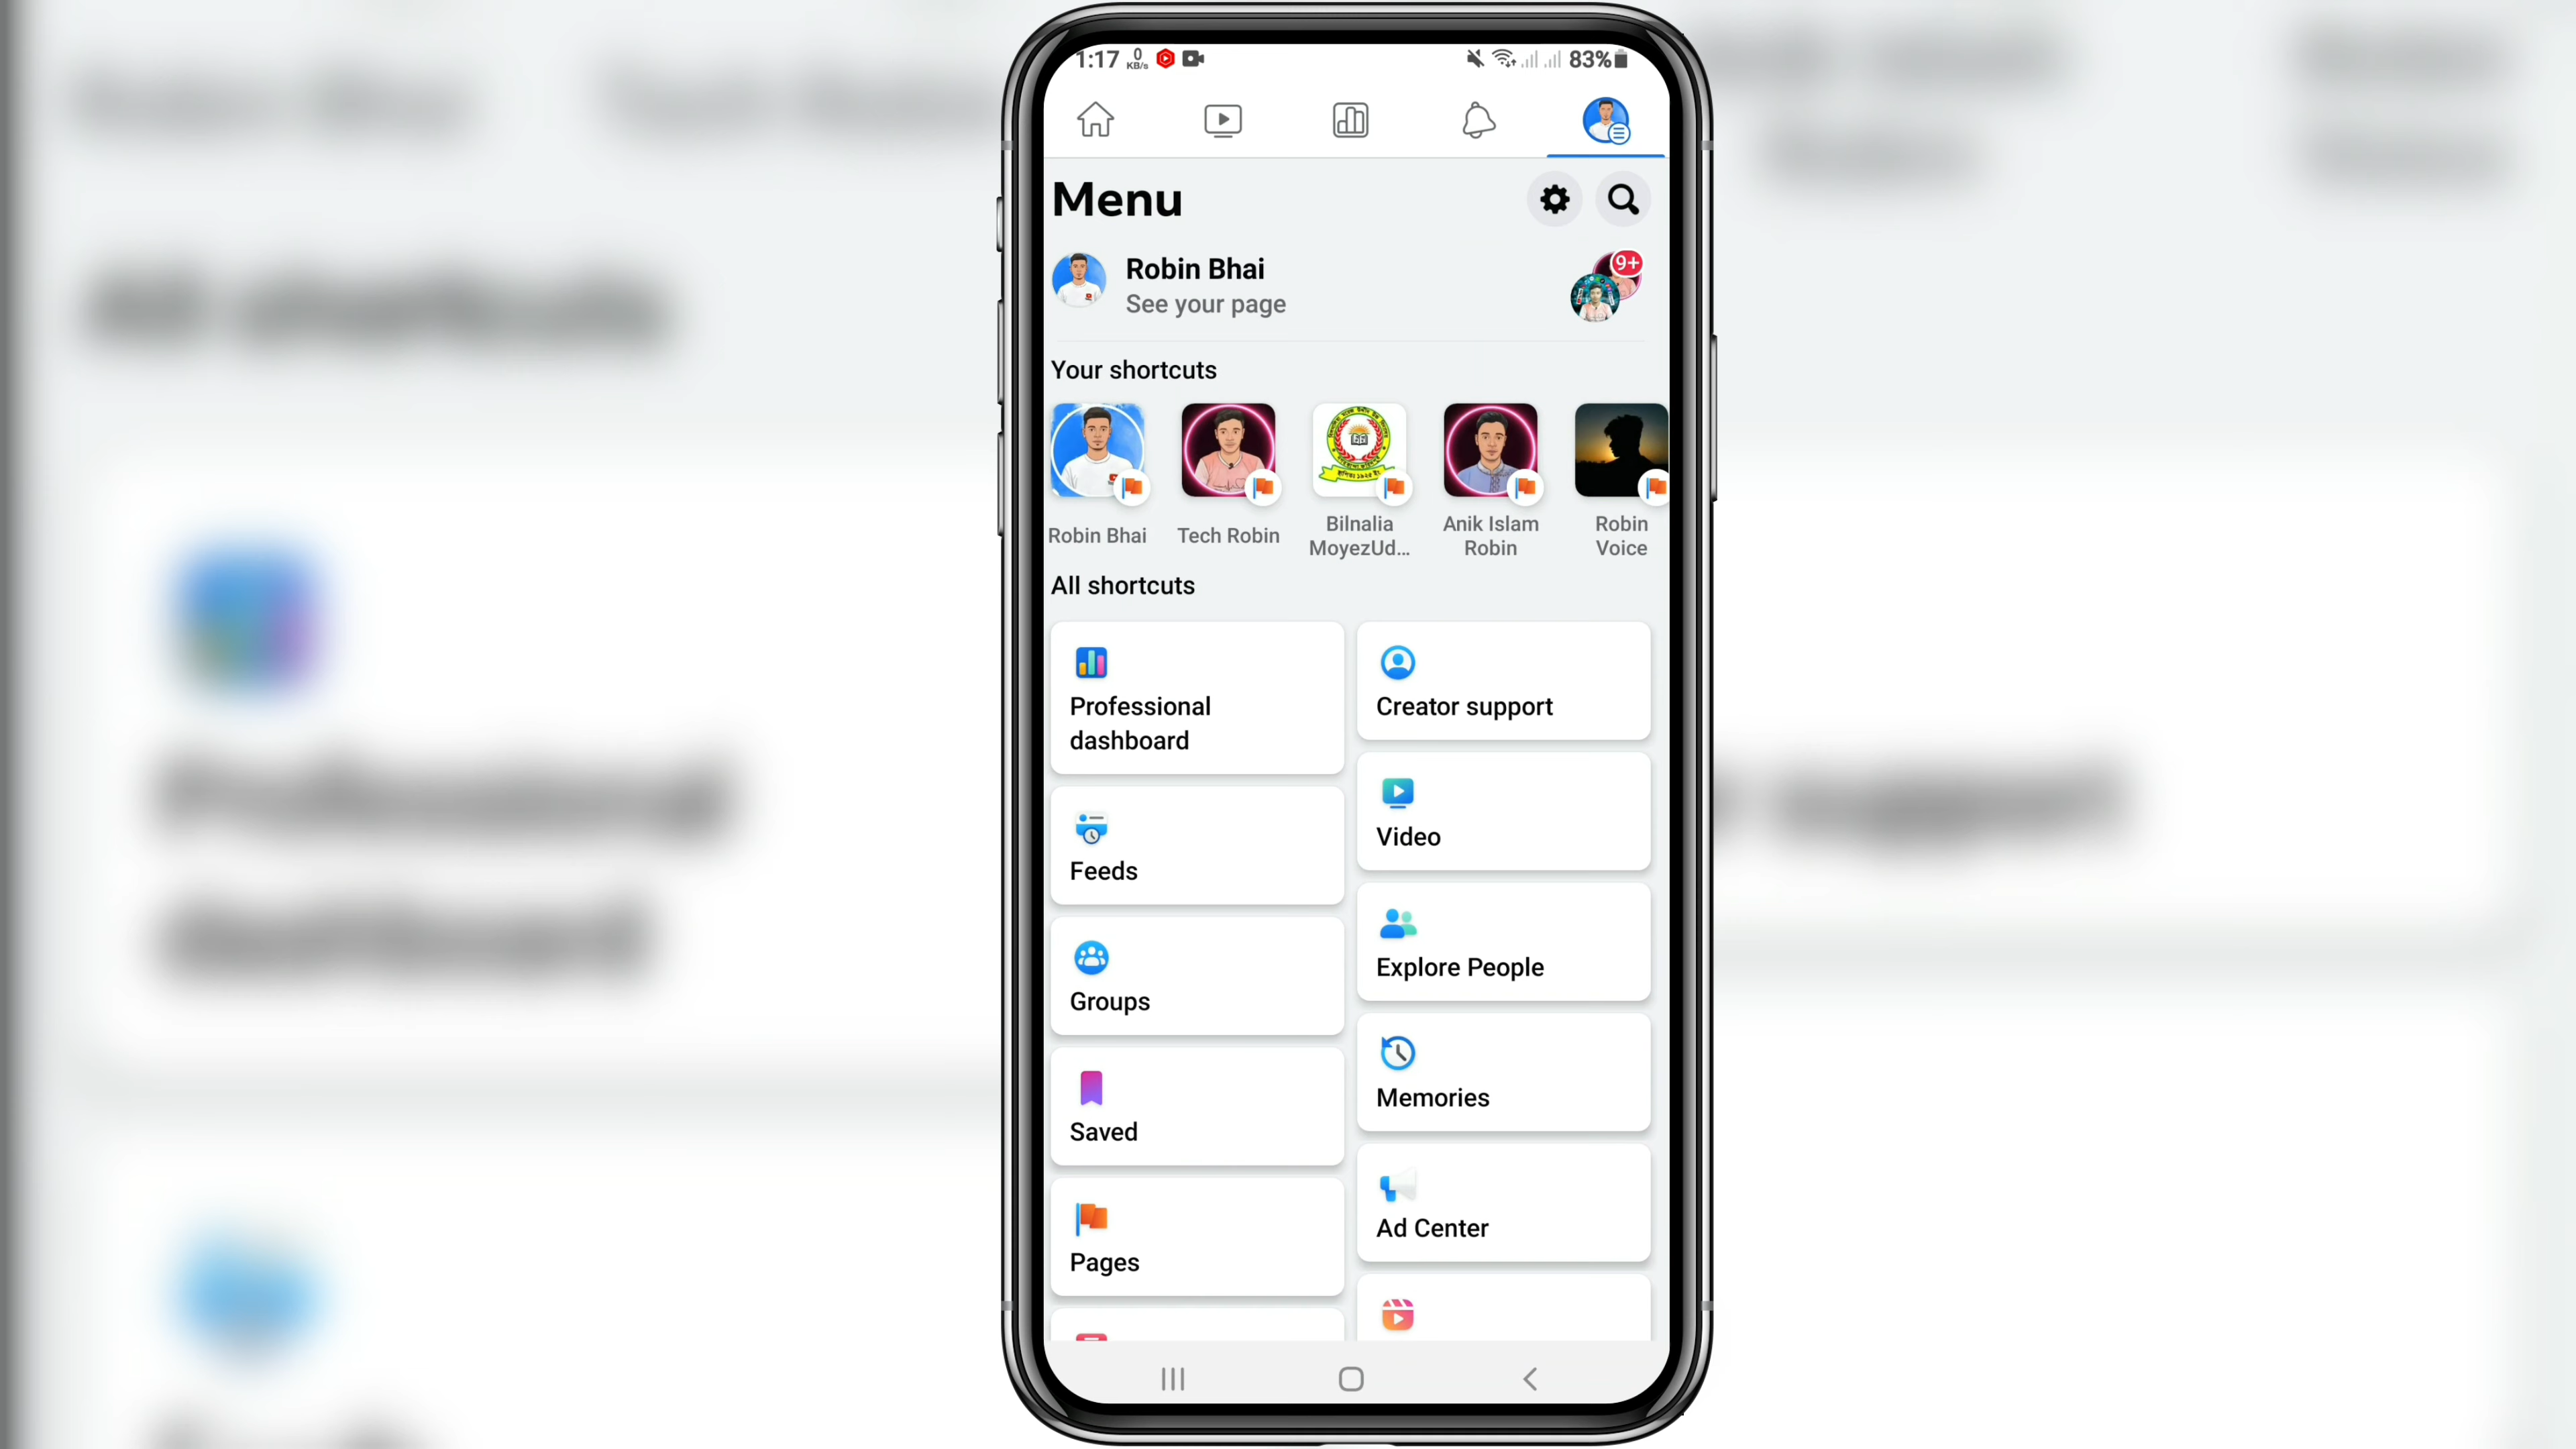 1:17
0
KB/s
83%
Menu
Robin Bhai
See your page
9+
Your shortcuts
Robin Bhai
Tech Robin
Bilnalia
MoyezUd...
Anik Islam
Robin
Robin
Voice
All shortcuts
Professional
dashboard
Creator support
Feeds
Video
Groups
Explore People
Saved
Memories
Pages
Ad Center